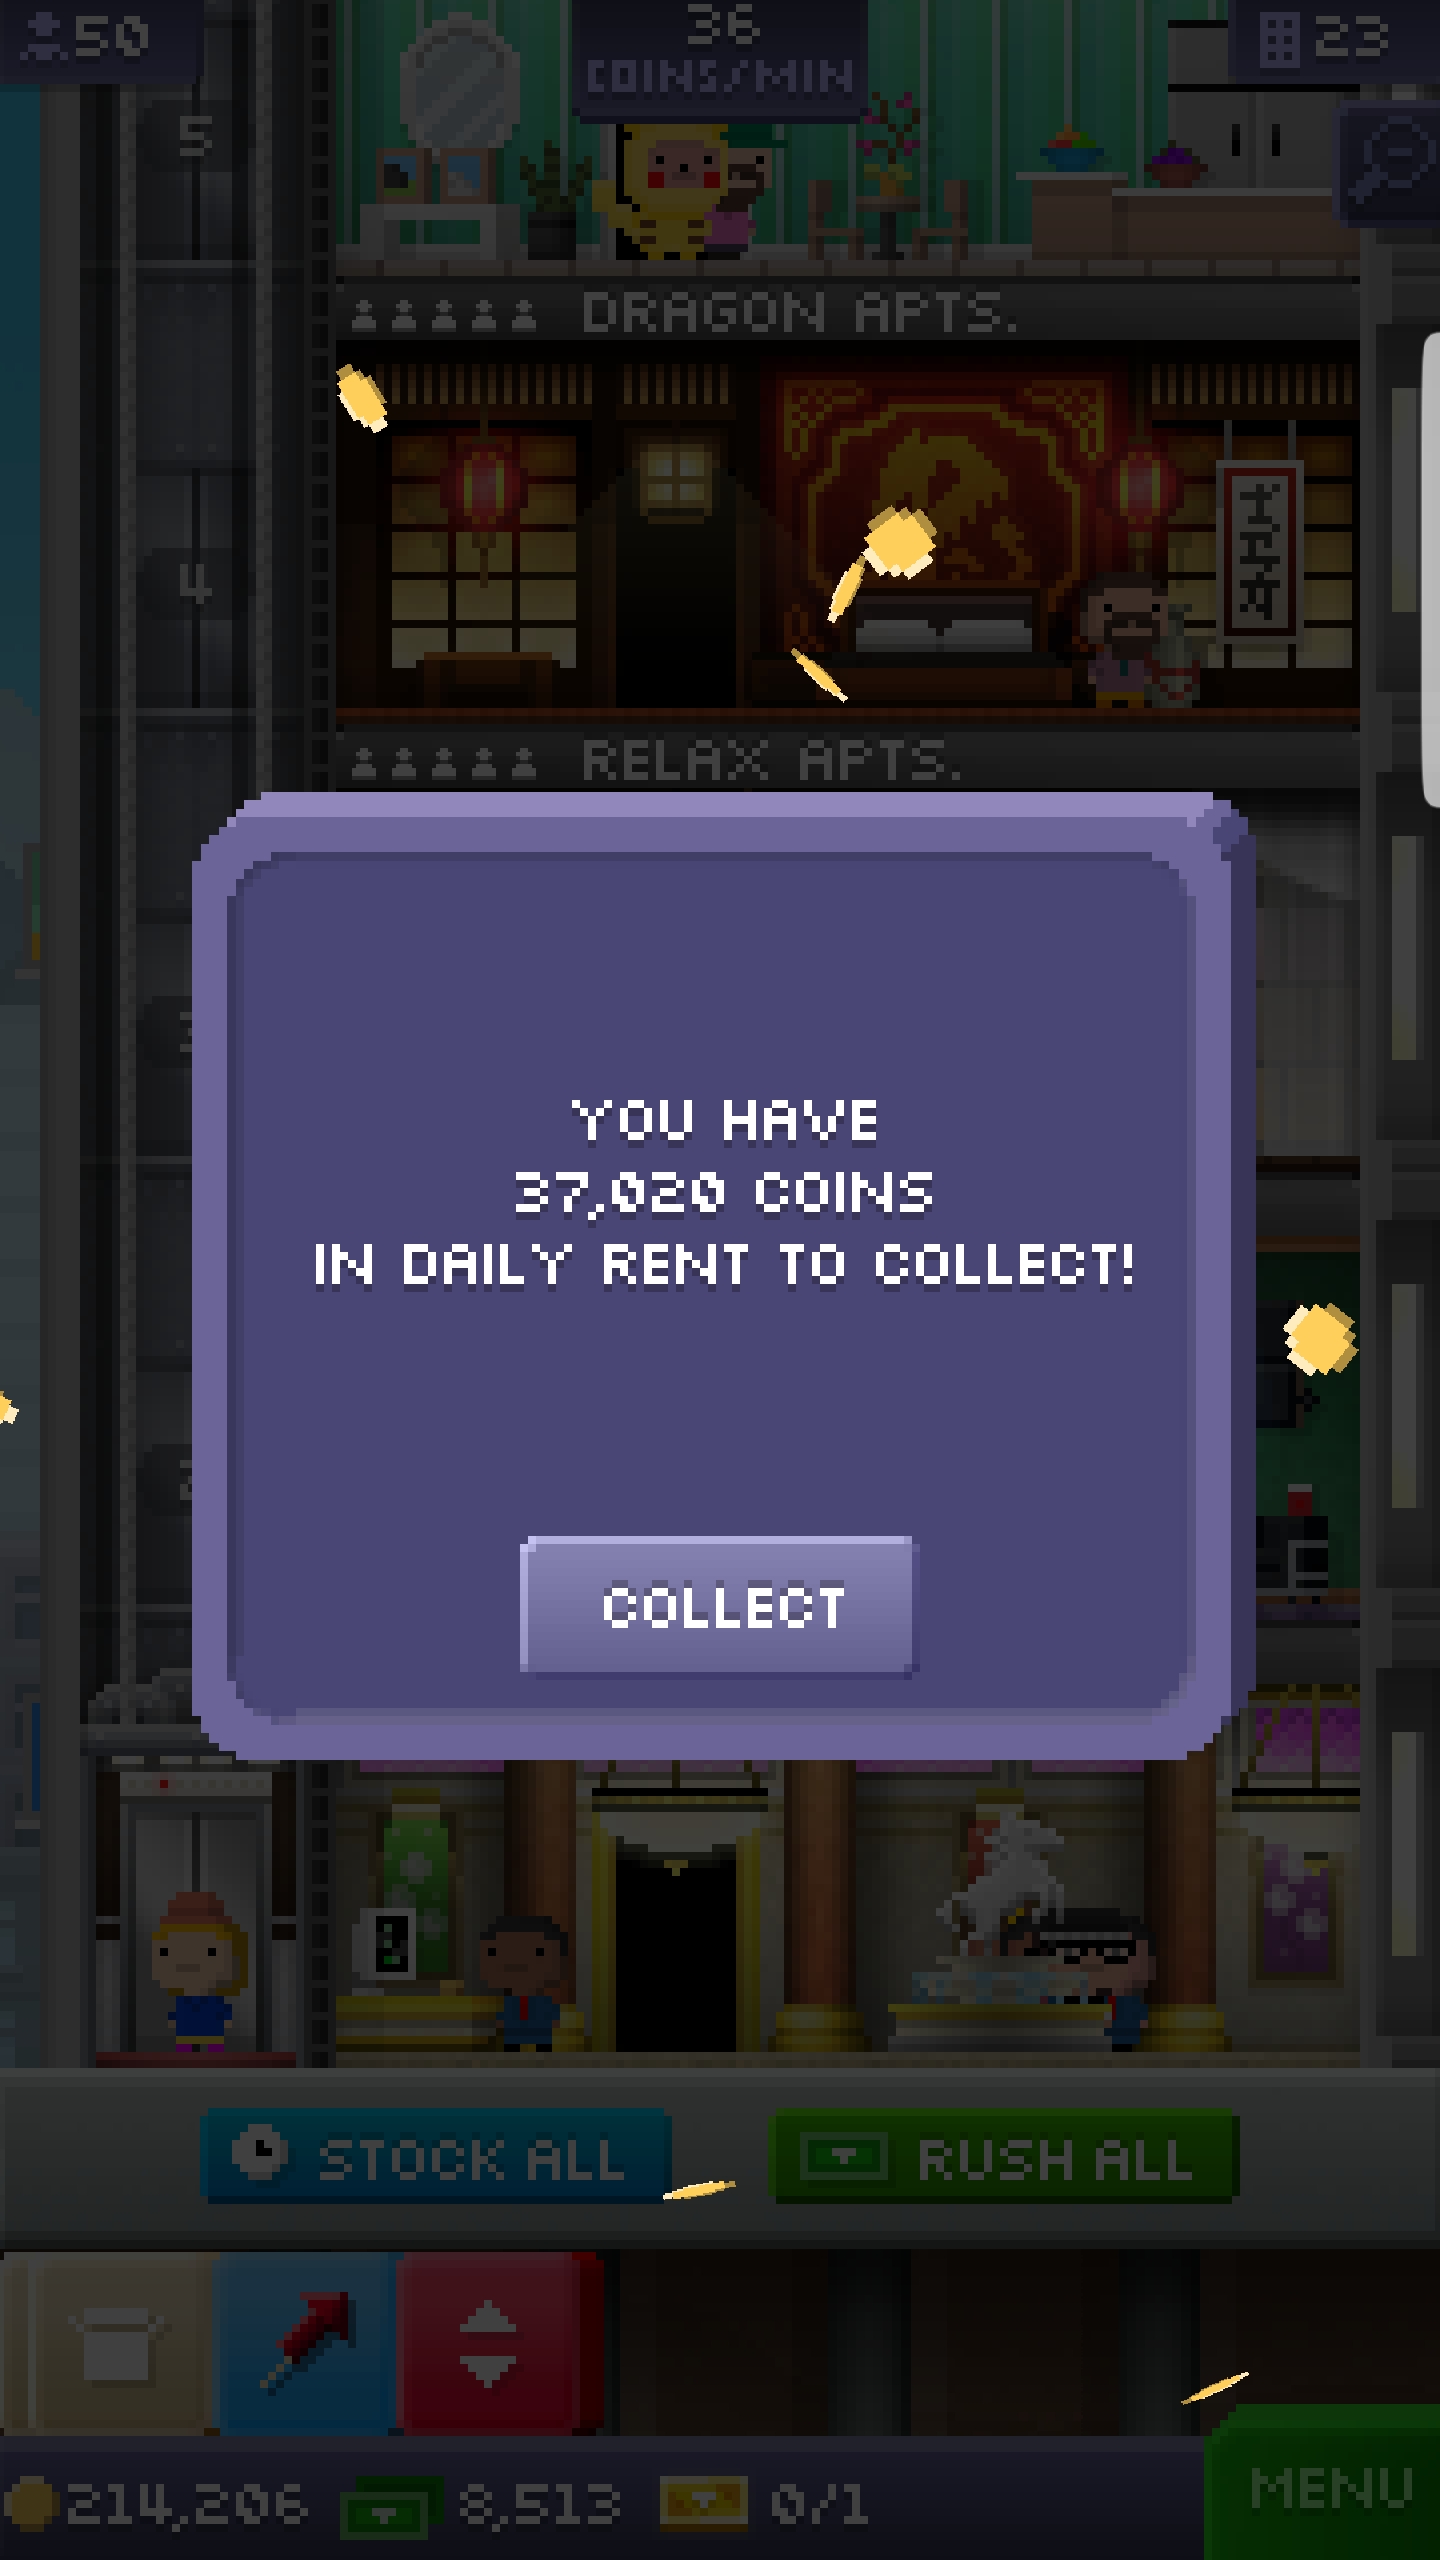 50
36
COINS/MIN
23
5
DRAGON APTS.
4
RELAX APTS.
YOU HAVE
37,020 COINS
IN DAILY RENT TO COLLECT!
COLLECT
STOCK ALL
RUSH ALL
214,206
8,513
0/1
MENU